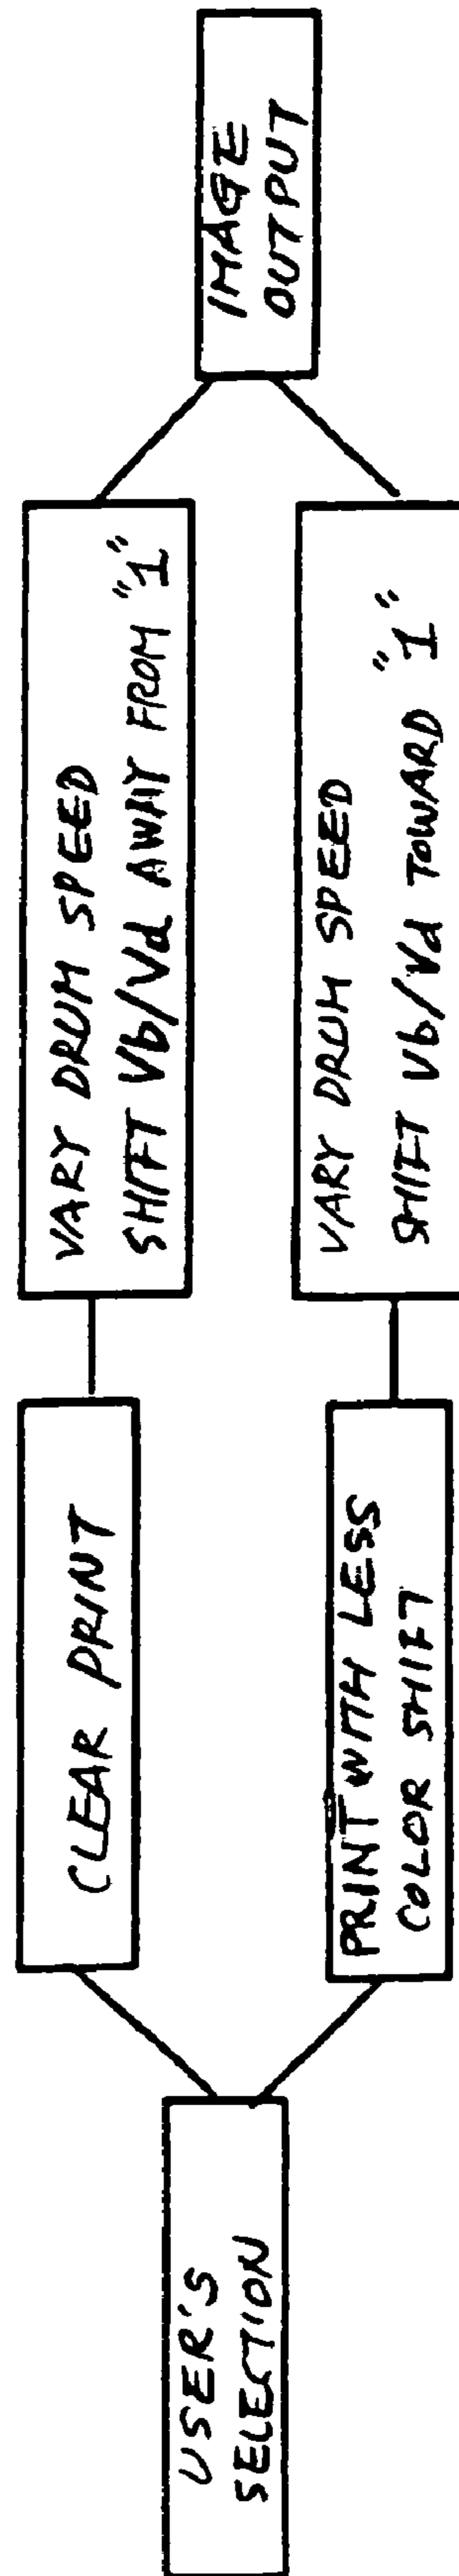 USER'S
SELECTION
CLEAR PRINT
PRINT WITH LESS
COLOR SHIFT
VARY DRUM SPEED
SHIFT Vb/Vd AWAY FROM "1"
VARY DRUM SPEED
SHIFT Vb/Vd TOWARD "1"
IMAGE
OUTPUT